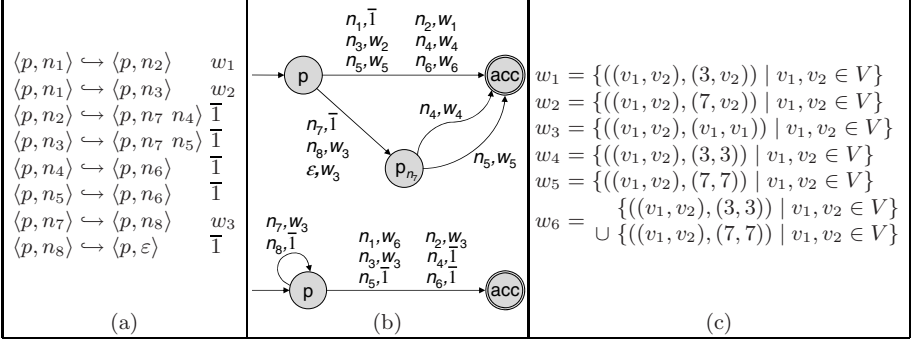 ⟨p, n₁⟩ ↪ ⟨p, n₂⟩ w₁
⟨p, n₁⟩ ↪ ⟨p, n₃⟩ w₂
⟨p, n₂⟩ ↪ ⟨p, n₇ n₄⟩ 1̅
⟨p, n₃⟩ ↪ ⟨p, n₇ n₅⟩ 1̅
⟨p, n₄⟩ ↪ ⟨p, n₆⟩ 1̅
⟨p, n₅⟩ ↪ ⟨p, n₆⟩ 1̅
⟨p, n₇⟩ ↪ ⟨p, n₈⟩ w₃
⟨p, n₈⟩ ↪ ⟨p, ε⟩ 1̅
(a)
n₁,1̅ n₂,w₁
n₃,w₂ n₄,w₄
n₅,w₅ n₆,w₆
p
acc
n₇,1̅
n₈,w₃
ε,w₃
n₄,w₄
n₅,w₅
pₙ₇
n₇,w₃
n₈,1̅
n₁,w₆ n₂,w₃
n₃,w₃ n₄,1̅
n₅,1̅ n₆,1̅
p
acc
(b)
w₁ = {((v₁, v₂), (3, v₂)) | v₁, v₂ ∈ V}
w₂ = {((v₁, v₂), (7, v₂)) | v₁, v₂ ∈ V}
w₃ = {((v₁, v₂), (v₁, v₁)) | v₁, v₂ ∈ V}
w₄ = {((v₁, v₂), (3, 3)) | v₁, v₂ ∈ V}
w₅ = {((v₁, v₂), (7, 7)) | v₁, v₂ ∈ V}
w₆ = {((v₁, v₂), (3, 3)) | v₁, v₂ ∈ V}
∪ {((v₁, v₂), (7, 7)) | v₁, v₂ ∈ V}
(c)